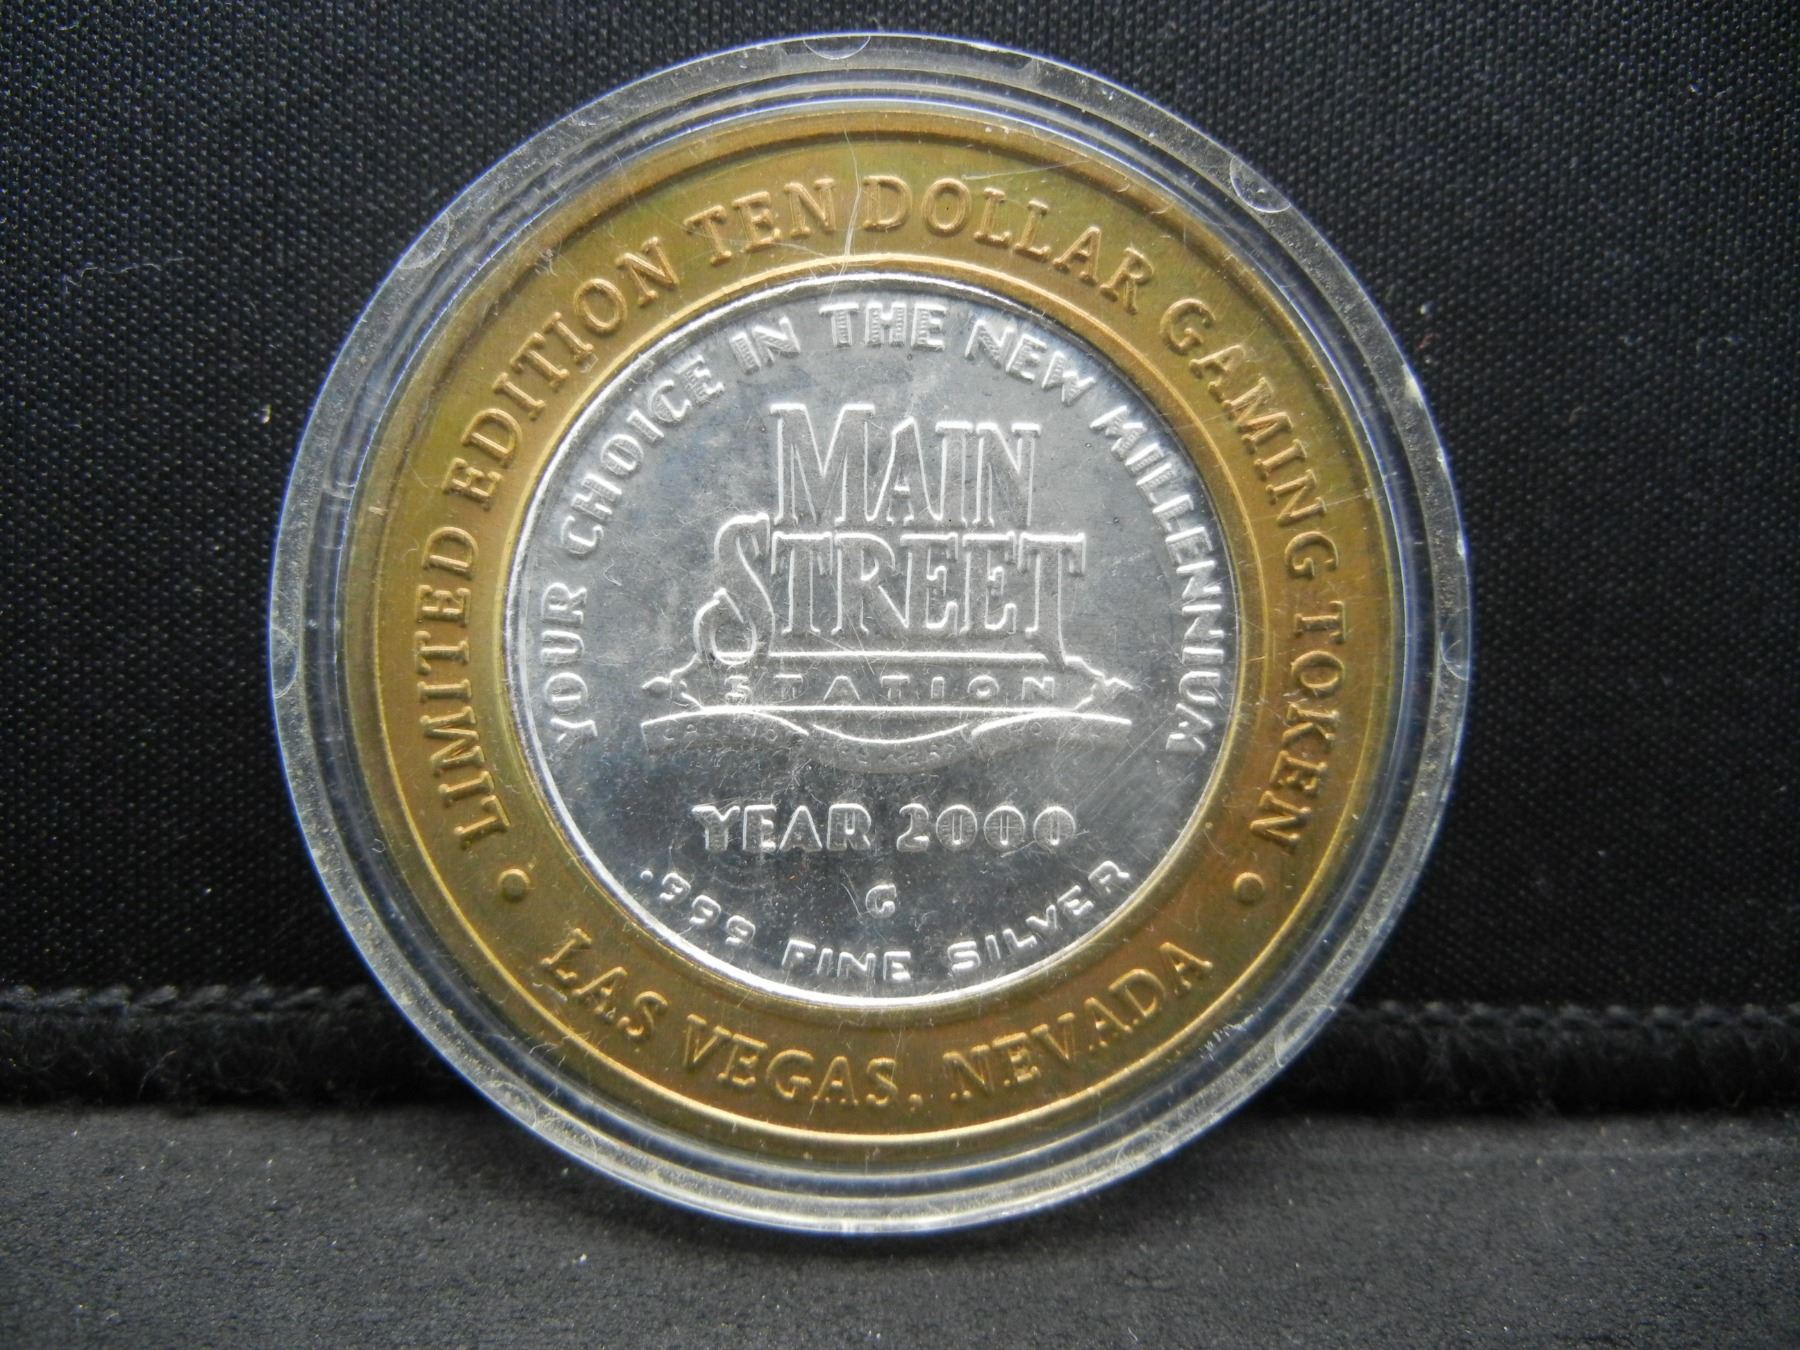 LIMITED EDITION TEN DOLLAR GAMING TOKEN
YOUR CHOICE IN THE NEW MILLENNIUM
MAIN
STREET
STATION
YEAR 2000
G
.999 FINE SILVER
• LAS VEGAS, NEVADA •